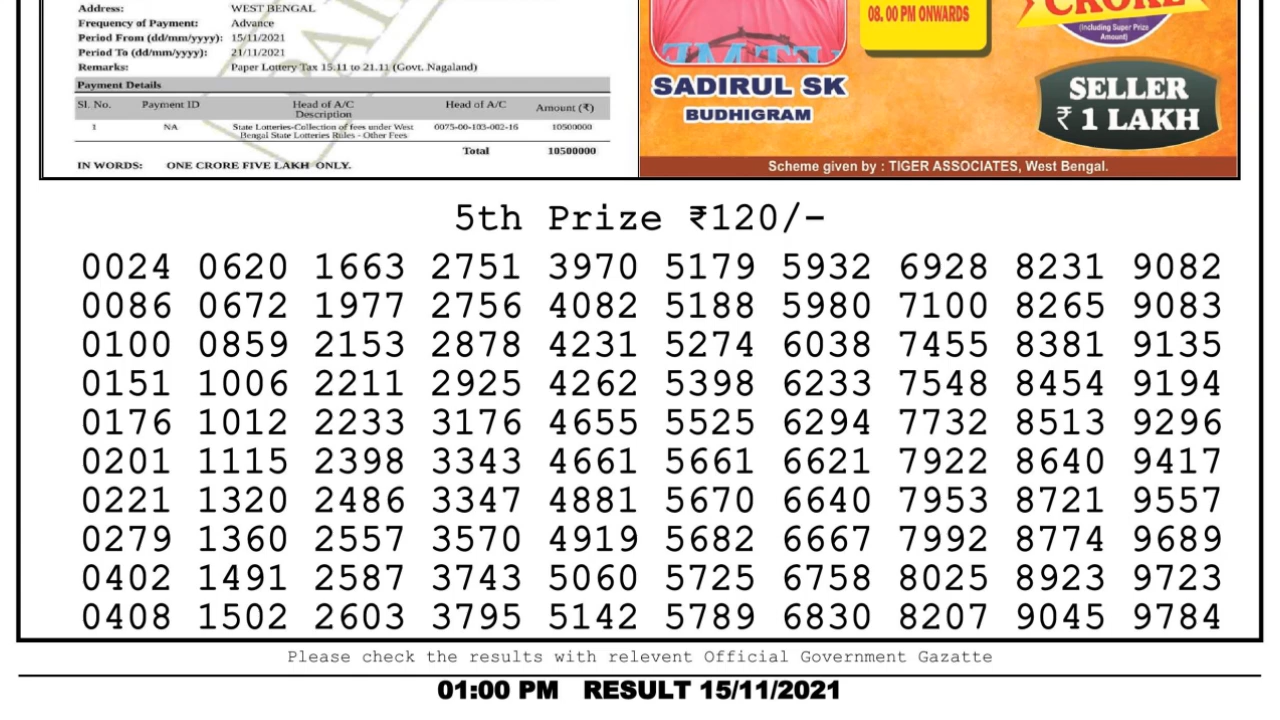 Address: WEST BENGAL
Frequency of Payment: Advance
Period From (dd/mm/yyyy): 15/11/2021
Period To (dd/mm/yyyy): 21/11/2021
Remarks: Paper Lottery Tax 15.11 to 21.11 (Govt. Nagaland)
Payment Details
Sl. No. Payment ID Head of A/C Description Head of A/C Amount (₹)
1 NA State Lotteries-Collection of fees under West Bengal State Lotteries Rules - Other Fees 0075-00-103-002-16 10500000
Total 10500000
IN WORDS: ONE CRORE FIVE LAKH ONLY.
08. 00 PM ONWARDS
CRORE
(Including Super Prize
Amount)
SADIRUL SK
BUDHIGRAM
SELLER
₹ 1 LAKH
Scheme given by : TIGER ASSOCIATES, West Bengal.
5th Prize ₹120/-
0024 0620 1663 2751 3970 5179 5932 6928 8231 9082
0086 0672 1977 2756 4082 5188 5980 7100 8265 9083
0100 0859 2153 2878 4231 5274 6038 7455 8381 9135
0151 1006 2211 2925 4262 5398 6233 7548 8454 9194
0176 1012 2233 3176 4655 5525 6294 7732 8513 9296
0201 1115 2398 3343 4661 5661 6621 7922 8640 9417
0221 1320 2486 3347 4881 5670 6640 7953 8721 9557
0279 1360 2557 3570 4919 5682 6667 7992 8774 9689
0402 1491 2587 3743 5060 5725 6758 8025 8923 9723
0408 1502 2603 3795 5142 5789 6830 8207 9045 9784
Please check the results with relevent Official Government Gazatte
01:00 PM RESULT 15/11/2021